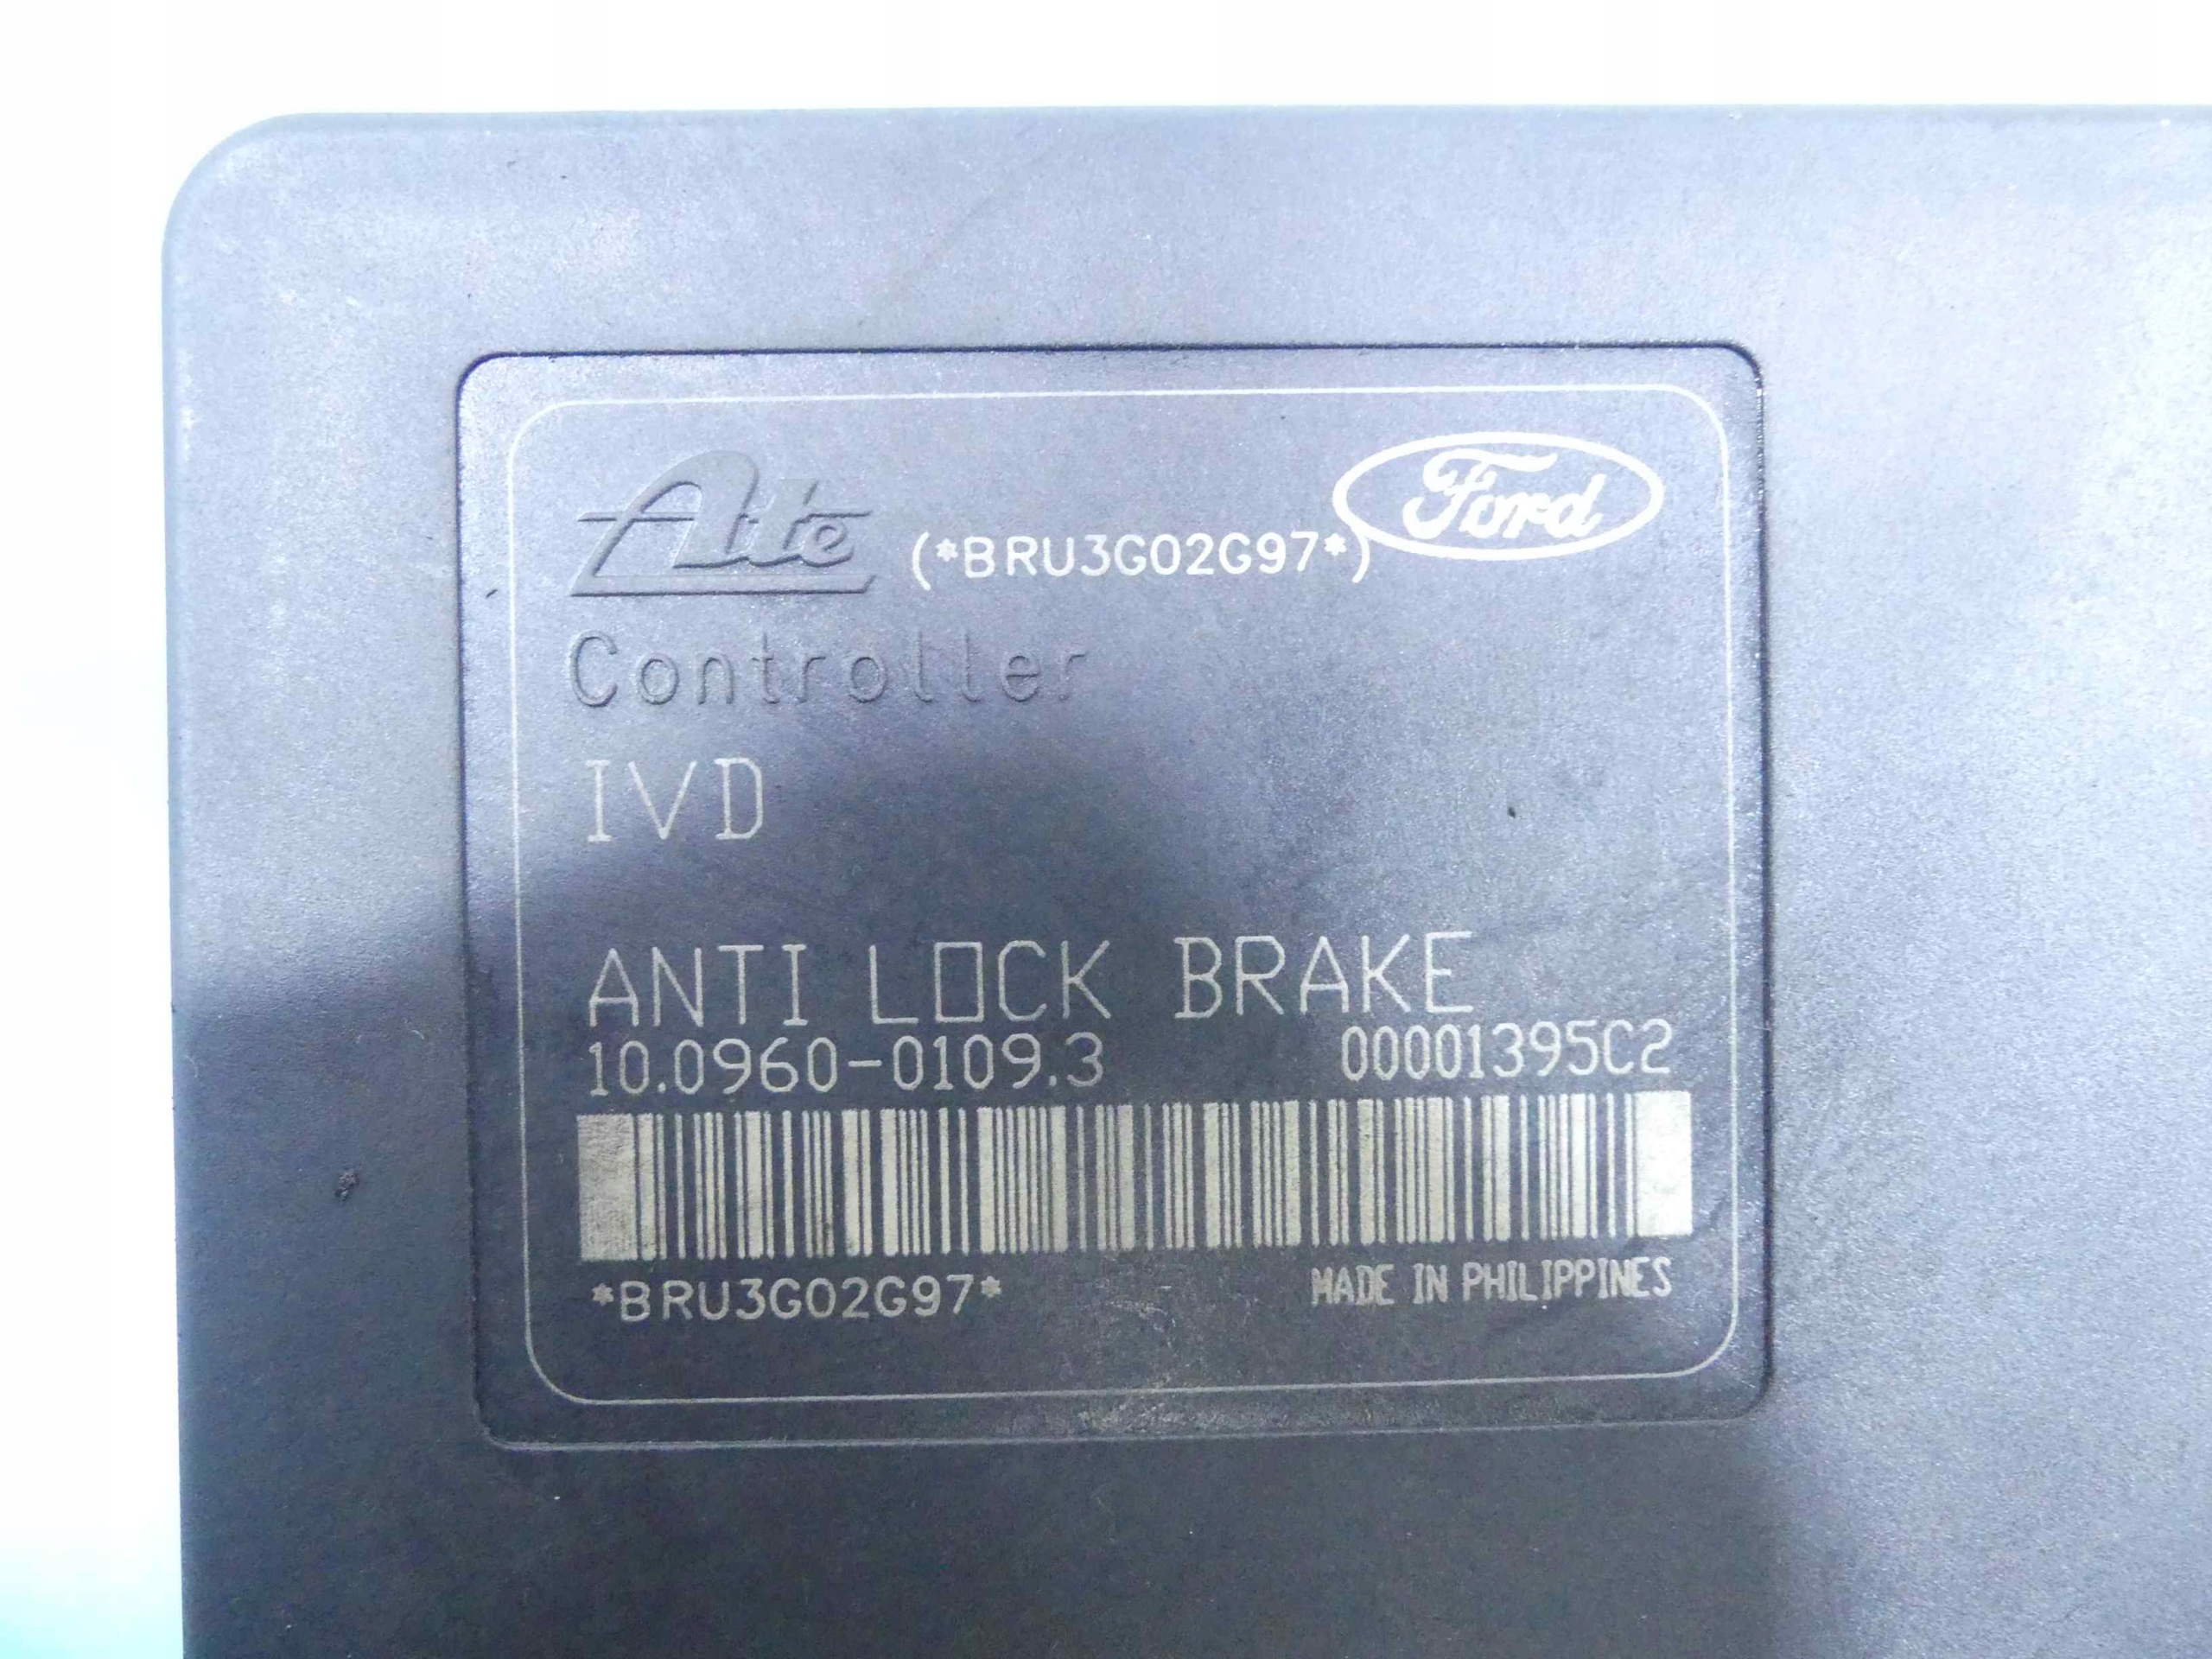 Ate (*BRU3G02G97*) Ford
Controller
IVD
ANTI LOCK BRAKE
10.0960-0109.3 00001395C2
*BRU3G02G97* MADE IN PHILIPPINES